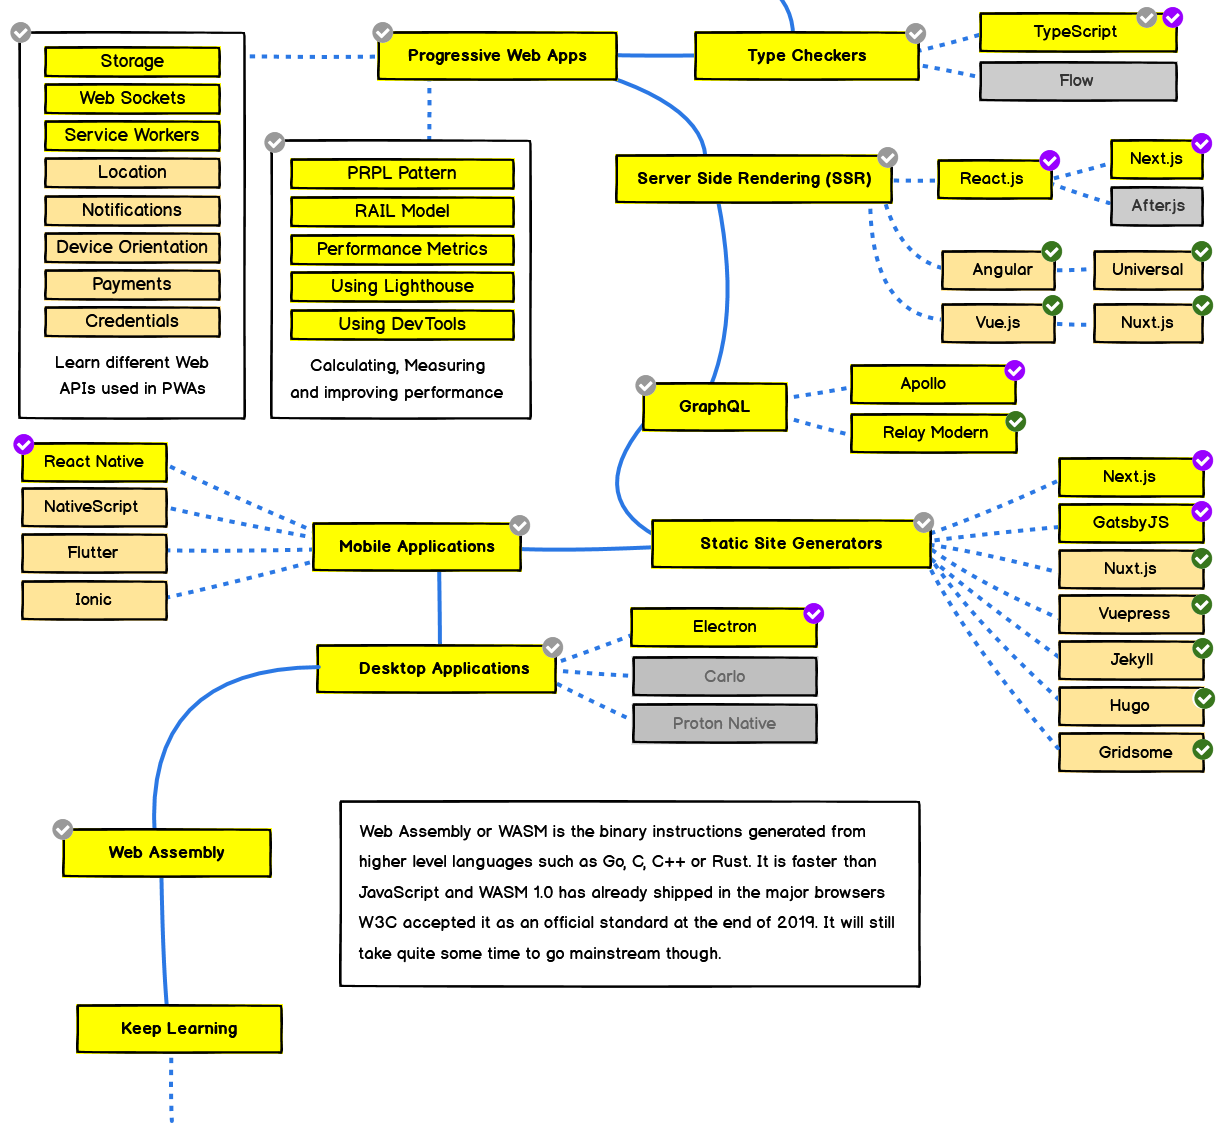 Progressive Web Apps
Type Checkers
TypeScript
Flow
Storage
Web Sockets
Service Workers
Location
Notifications
Device Orientation
Payments
Credentials
Learn different Web
APIs used in PWAs
PRPL Pattern
RAIL Model
Performance Metrics
Using Lighthouse
Using DevTools
Calculating, Measuring
and improving performance
Server Side Rendering (SSR)
React.js
Next.js
After.js
Angular
Universal
Vue.js
Nuxt.js
GraphQL
Apollo
Relay Modern
React Native
NativeScript
Flutter
Ionic
Mobile Applications
Static Site Generators
Next.js
GatsbyJS
Nuxt.js
Vuepress
Jekyll
Hugo
Gridsome
Desktop Applications
Electron
Carlo
Proton Native
Web Assembly
Web Assembly or WASM is the binary instructions generated from
higher level languages such as Go, C, C++ or Rust. It is faster than
JavaScript and WASM 1.0 has already shipped in the major browsers
W3C accepted it as an official standard at the end of 2019. It will still
take quite some time to go mainstream though.
Keep Learning